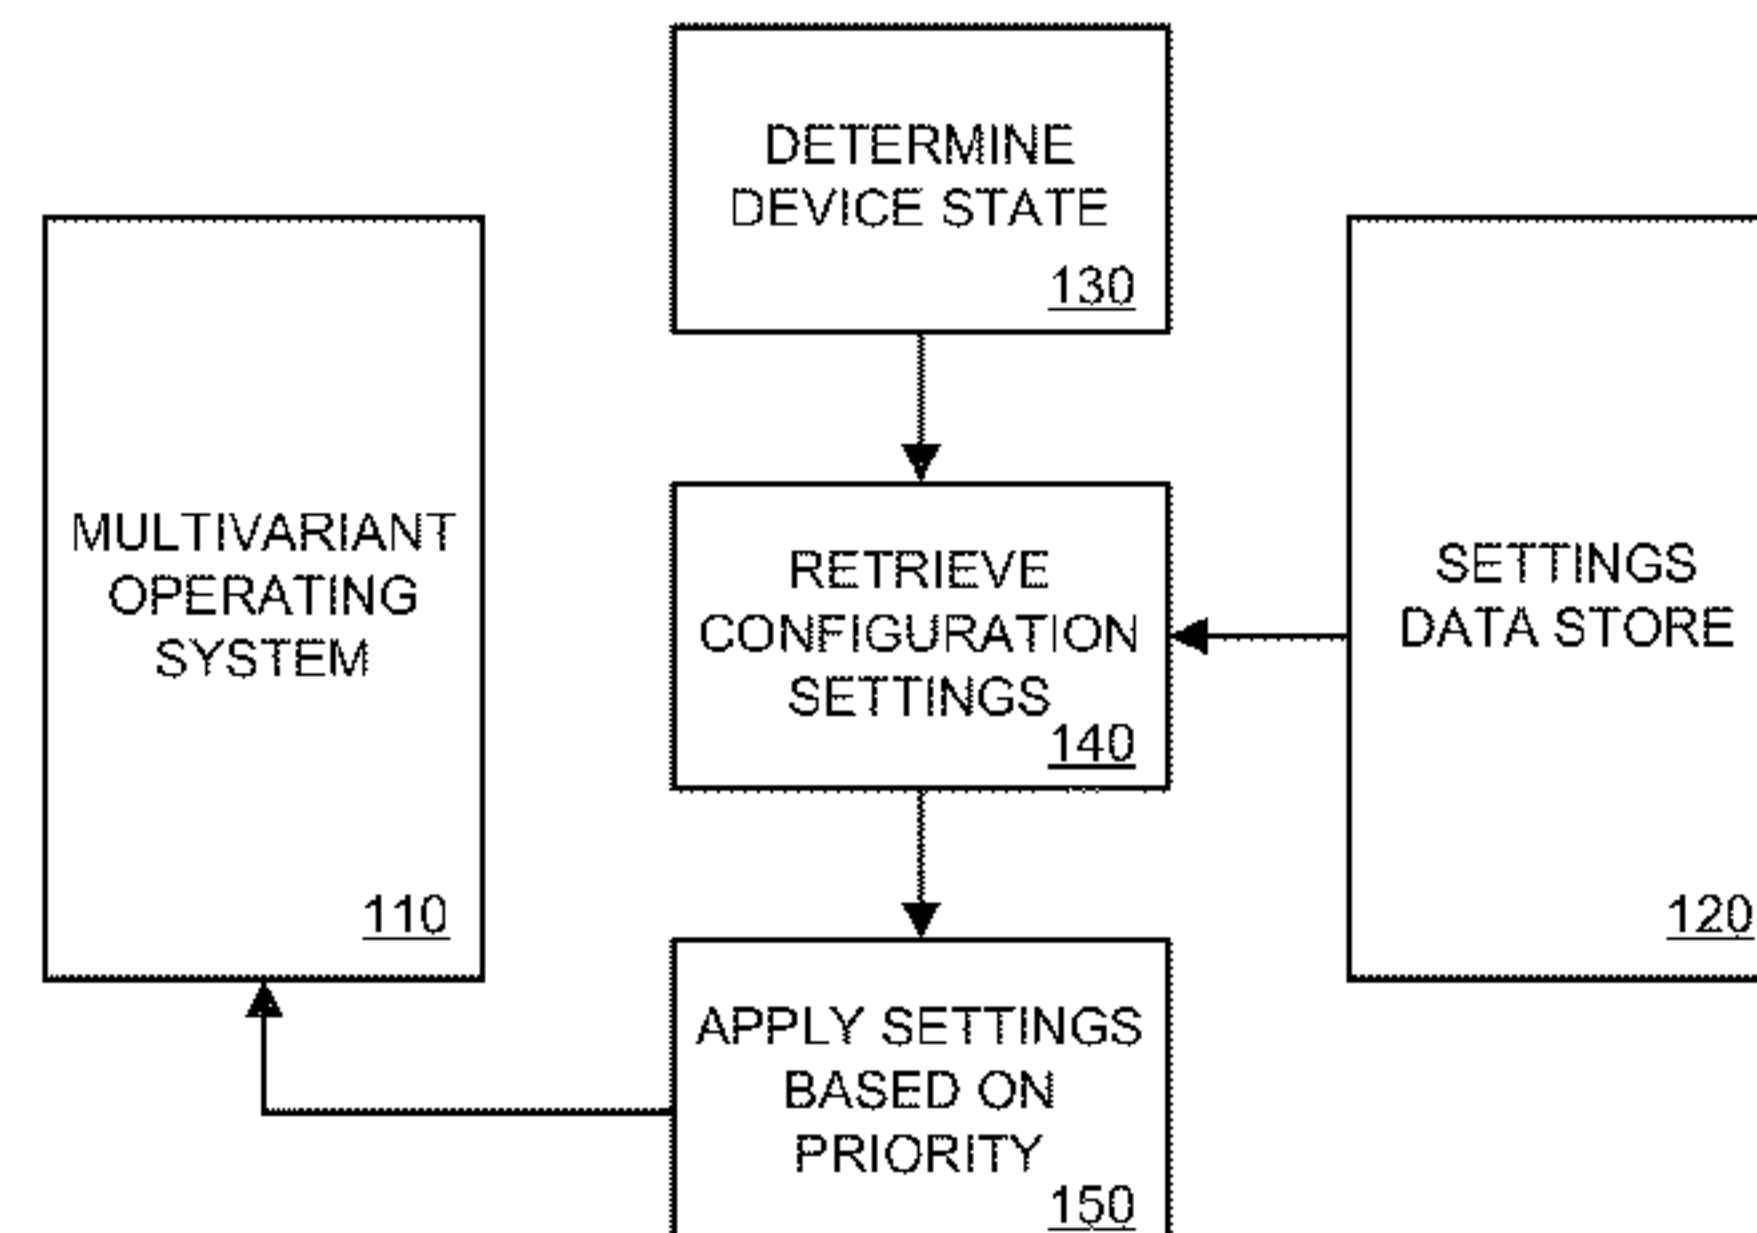 DETERMINE
DEVICE STATE
130
MULTIVARIANT
OPERATING
SYSTEM
110
RETRIEVE
CONFIGURATION
SETTINGS
140
SETTINGS
DATA STORE
120
APPLY SETTINGS
BASED ON
PRIORITY
150